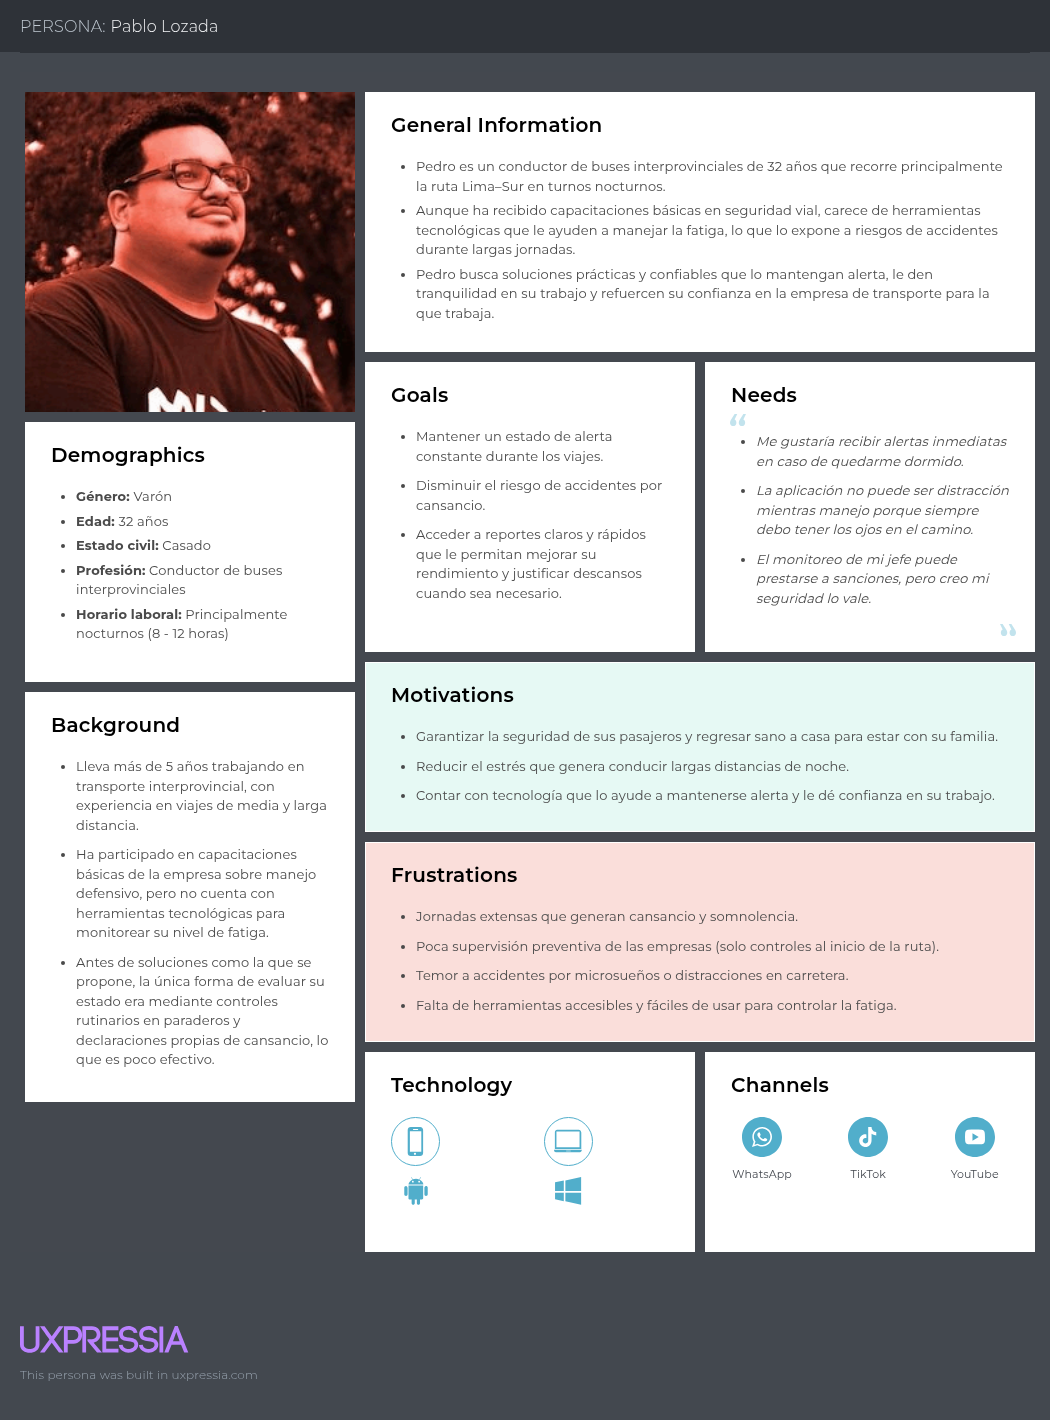 PERSONA: Pablo Lozada
General Information
Pedro es un conductor de buses interprovinciales de 32 años que recorre principalmente
la ruta Lima–Sur en turnos nocturnos.
Aunque ha recibido capacitaciones básicas en seguridad vial, carece de herramientas
tecnológicas que le ayuden a manejar la fatiga, lo que lo expone a riesgos de accidentes
durante largas jornadas.
Pedro busca soluciones prácticas y confiables que lo mantengan alerta, le den
tranquilidad en su trabajo y refuercen su confianza en la empresa de transporte para la
que trabaja.
Demographics
Género: Varón
Edad: 32 años
Estado civil: Casado
Profesión: Conductor de buses
interprovinciales
Horario laboral: Principalmente
nocturnos (8 - 12 horas)
Background
Lleva más de 5 años trabajando en
transporte interprovincial, con
experiencia en viajes de media y larga
distancia.
Ha participado en capacitaciones
básicas de la empresa sobre manejo
defensivo, pero no cuenta con
herramientas tecnológicas para
monitorear su nivel de fatiga.
Antes de soluciones como la que se
propone, la única forma de evaluar su
estado era mediante controles
rutinarios en paraderos y
declaraciones propias de cansancio, lo
que es poco efectivo.
Goals
Mantener un estado de alerta
constante durante los viajes.
Disminuir el riesgo de accidentes por
cansancio.
Acceder a reportes claros y rápidos
que le permitan mejorar su
rendimiento y justificar descansos
cuando sea necesario.
Needs
“
Me gustaría recibir alertas inmediatas
en caso de quedarme dormido.
La aplicación no puede ser distracción
mientras manejo porque siempre
debo tener los ojos en el camino.
El monitoreo de mi jefe puede
prestarse a sanciones, pero creo mi
seguridad lo vale.
”
Motivations
Garantizar la seguridad de sus pasajeros y regresar sano a casa para estar con su familia.
Reducir el estrés que genera conducir largas distancias de noche.
Contar con tecnología que lo ayude a mantenerse alerta y le dé confianza en su trabajo.
Frustrations
Jornadas extensas que generan cansancio y somnolencia.
Poca supervisión preventiva de las empresas (solo controles al inicio de la ruta).
Temor a accidentes por microsueños o distracciones en carretera.
Falta de herramientas accesibles y fáciles de usar para controlar la fatiga.
Technology
Channels
WhatsApp
TikTok
YouTube
UXPRESSIA
This persona was built in uxpressia.com